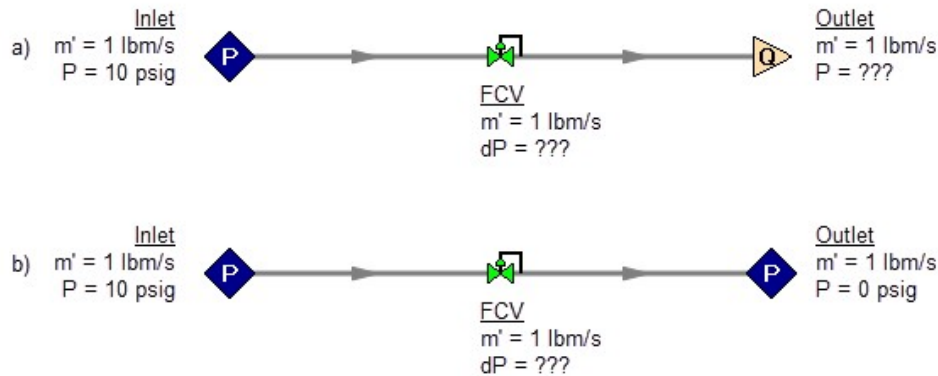 a)
Inlet
m' = 1 lbm/s
P = 10 psig
P
FCV
m' = 1 lbm/s
dP = ???
Q
Outlet
m' = 1 lbm/s
P = ???
b)
Inlet
m' = 1 lbm/s
P = 10 psig
P
FCV
m' = 1 lbm/s
dP = ???
P
Outlet
m' = 1 lbm/s
P = 0 psig